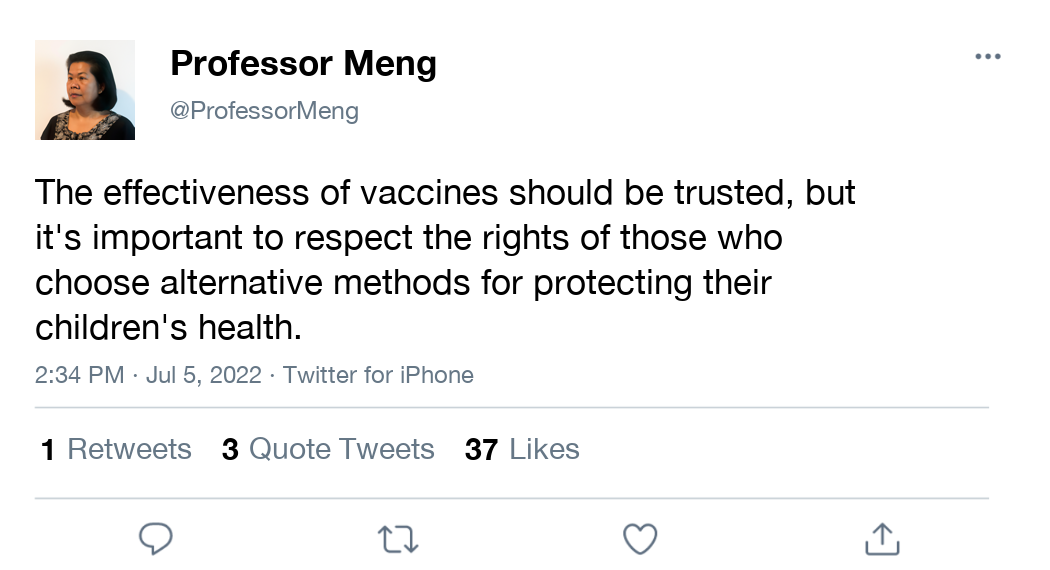 Professor Meng
@ProfessorMeng
The effectiveness of vaccines should be trusted, but
it's important to respect the rights of those who
choose alternative methods for protecting their
children's health.
2:34 PM · Jul 5, 2022 · Twitter for iPhone
1 Retweets 3 Quote Tweets 37 Likes